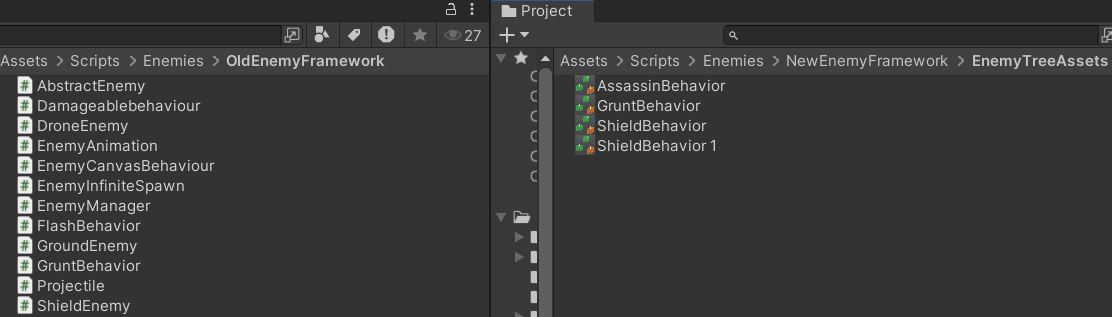 Project
27
Assets > Scripts > Enemies > OldEnemyFramework
AbstractEnemy
Damageablebehaviour
DroneEnemy
EnemyAnimation
EnemyCanvasBehaviour
EnemyInfiniteSpawn
EnemyManager
FlashBehavior
GroundEnemy
GruntBehavior
Projectile
ShieldEnemy
Assets > Scripts > Enemies > NewEnemyFramework > EnemyTreeAssets
AssassinBehavior
GruntBehavior
ShieldBehavior
ShieldBehavior 1